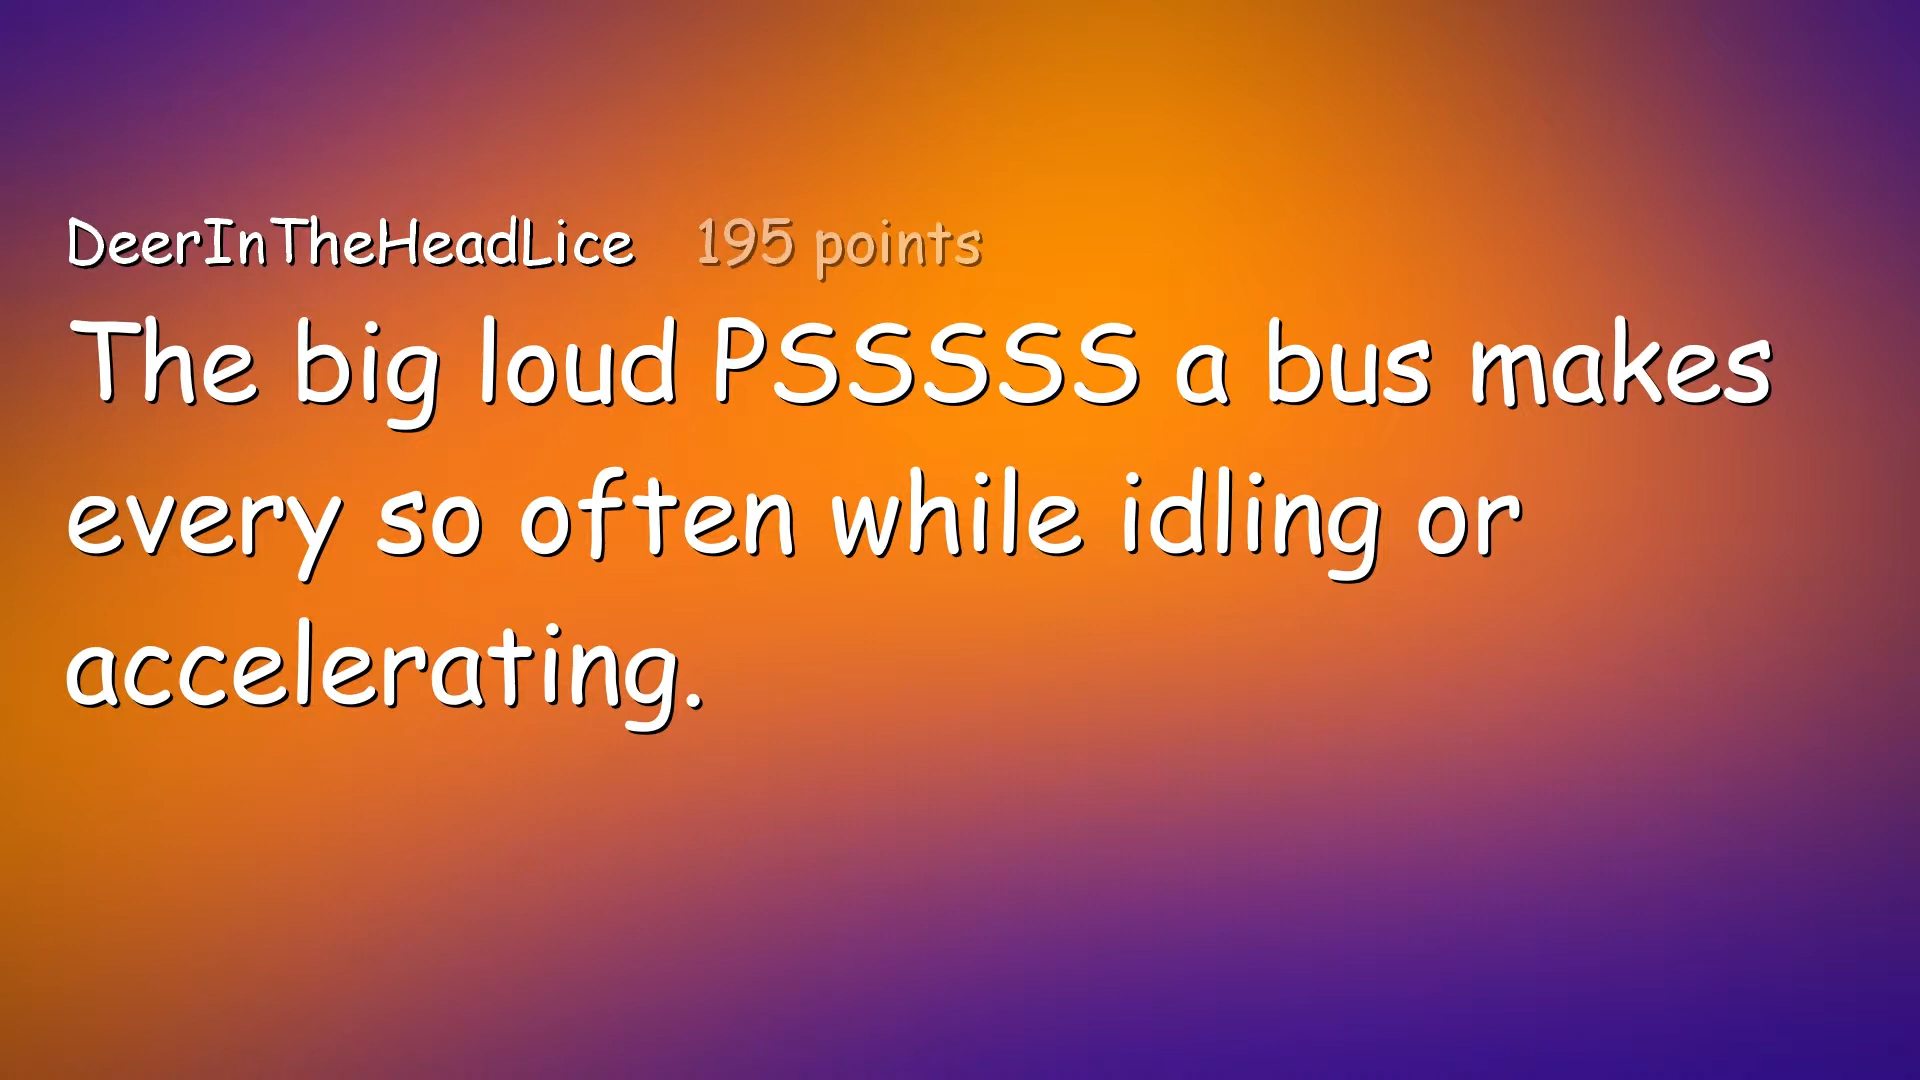 DeerInTheHeadLice 195 points
The big loud PSSSSS a bus makes
every so often while idling or
accelerating.